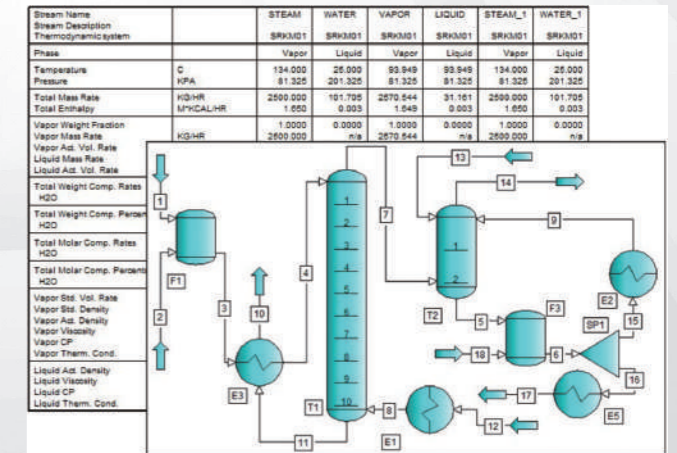 Stream Name STEAM WATER VAPOR LIQUID STEAM_1 WATER_1
Stream Description
Thermodynamic system SRKM01 SRKM01 SRKM01 SRKM01 SRKM01 SRKM01
Phase Vapor Liquid Vapor Liquid Vapor Liquid
Temperature C 134.000 25.000 93.949 93.949 134.000 25.000
Pressure KPA 81.325 201.325 81.325 81.325 81.325 201.325
Total Mass Rate KG/HR 2500.000 101.705 2570.544 31.161 2500.000 101.705
Total Enthalpy M*KCAL/HR 1.650 0.003 1.649 0.003 1.650 0.003
Vapor Weight Fraction 1.0000 0.0000 1.0000 0.0000 1.0000 0.0000
Vapor Mass Rate KG/HR 2500.000 n/a 2570.544 n/a 2500.000 n/a
Vapor Act. Vol. Rate
Liquid Mass Rate
Liquid Act. Vol. Rate
Total Weight Comp. Rates
H2O
Total Weight Comp. Percen
H2O
Total Molar Comp. Rates
H2O
Total Molar Comp. Percents
H2O
Vapor Std. Vol. Rate
Vapor Std. Density
Vapor Act. Density
Vapor Viscosity
Vapor CP
Vapor Therm. Cond.
Liquid Act. Density
Liquid Viscosity
Liquid CP
Liquid Therm. Cond.
13
14
1
7
9
1
2
3
4
5
6
7
8
9
10
1
2
F1
4
10
3
2
E2
T2
F3
SP1
15
5
18
6
16
17
E3
T1
8
12
E5
11
E1